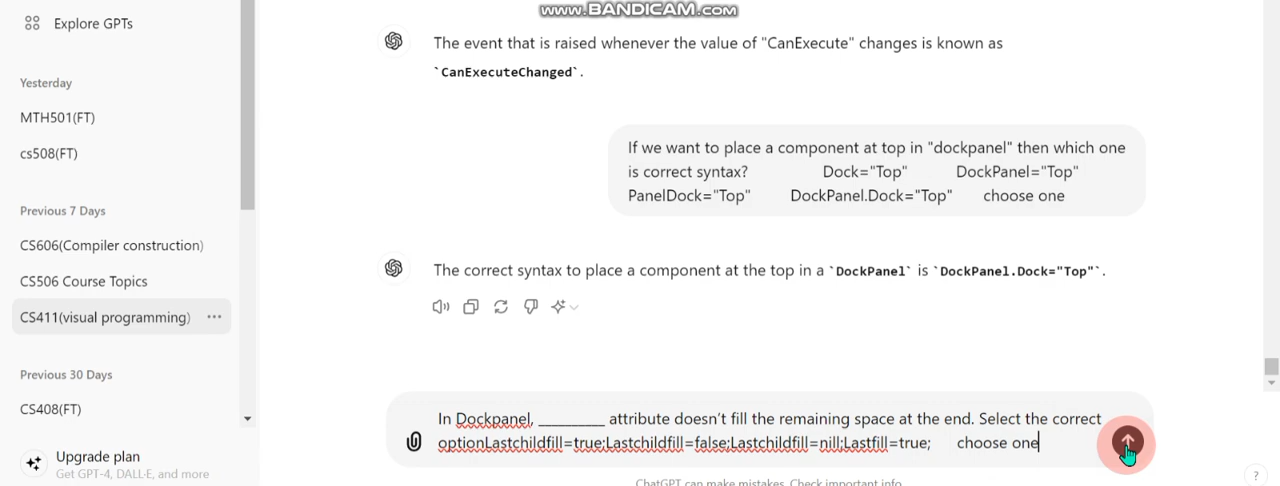 www.BANDICAM.com
Explore GPTs
Yesterday
MTH501(FT)
cs508(FT)
Previous 7 Days
CS606(Compiler construction)
CS506 Course Topics
CS411(visual programming)
Previous 30 Days
CS408(FT)
Upgrade plan
Get GPT-4, DALL·E, and more
The event that is raised whenever the value of "CanExecute" changes is known as
`CanExecuteChanged`.
If we want to place a component at top in "dockpanel" then which one
is correct syntax? Dock="Top" DockPanel="Top"
PanelDock="Top" DockPanel.Dock="Top" choose one
The correct syntax to place a component at the top in a `DockPanel` is `DockPanel.Dock="Top"`.
In Dockpanel, __________ attribute doesn't fill the remaining space at the end. Select the correct
optionLastchildfill=true;Lastchildfill=false;Lastchildfill=nill;Lastfill=true; choose one
ChatGPT can make mistakes. Check important info.
?